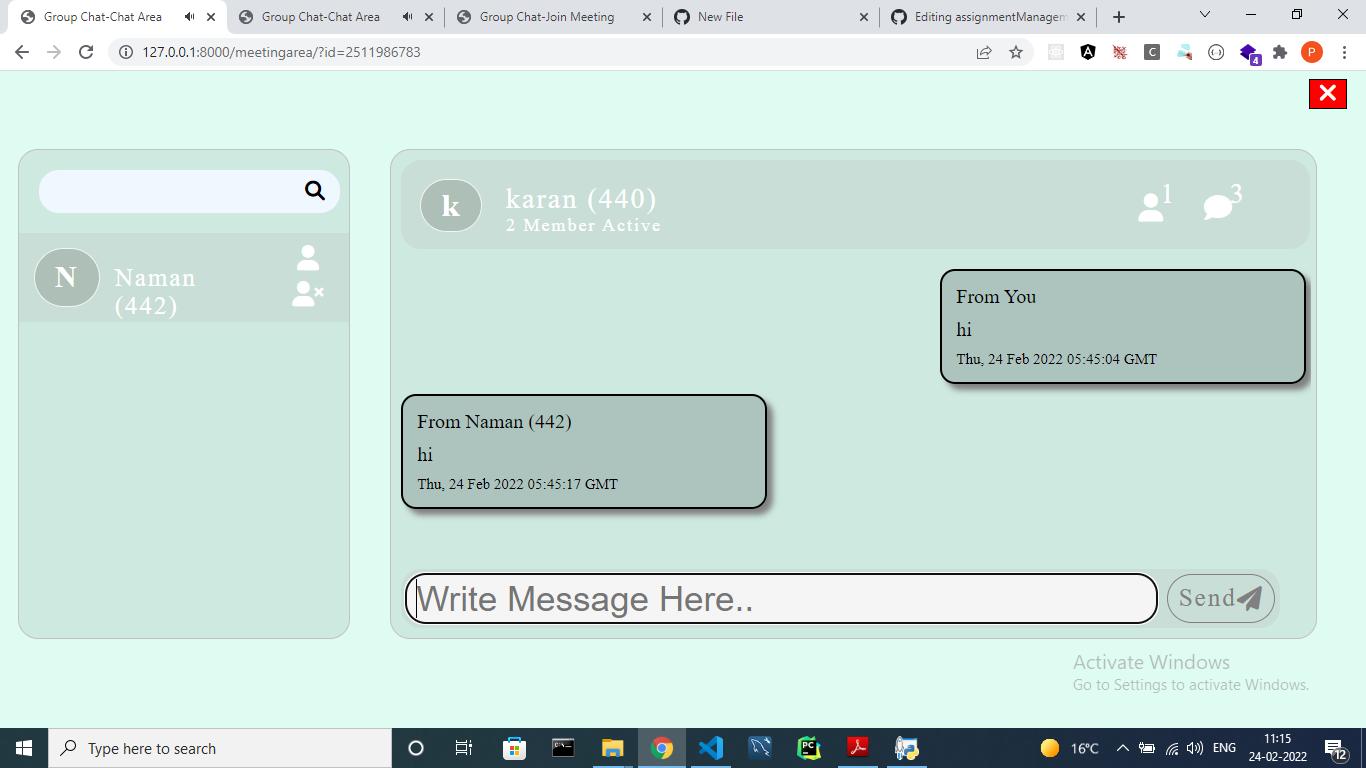 Group Chat-Chat Area
Group Chat-Chat Area
Group Chat-Join Meeting
New File
Editing assignmentManagem
127.0.0.1:8000/meetingarea/?id=2511986783
C
4
P
k
karan (440)
2 Member Active
1
3
N
Naman
(442)
From You
hi
Thu, 24 Feb 2022 05:45:04 GMT
From Naman (442)
hi
Thu, 24 Feb 2022 05:45:17 GMT
Write Message Here..
Send
Activate Windows
Go to Settings to activate Windows.
Type here to search
PC
16°C
ENG
11:15
24-02-2022
12